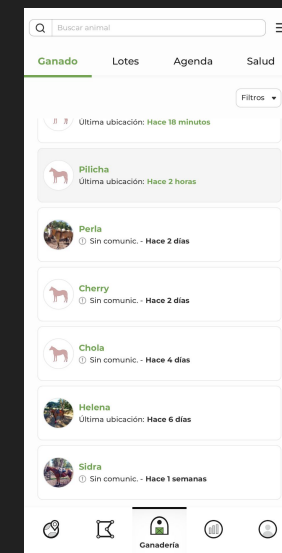 Buscar animal
Ganado Lotes Agenda Salud
Filtros
Última ubicación: Hace 18 minutos
Pilicha
Última ubicación: Hace 2 horas
Perla
Sin comunic. - Hace 2 días
Cherry
Sin comunic. - Hace 2 días
Chola
Sin comunic. - Hace 4 días
Helena
Última ubicación: Hace 6 días
Sidra
Sin comunic. - Hace 1 semanas
Ganadería